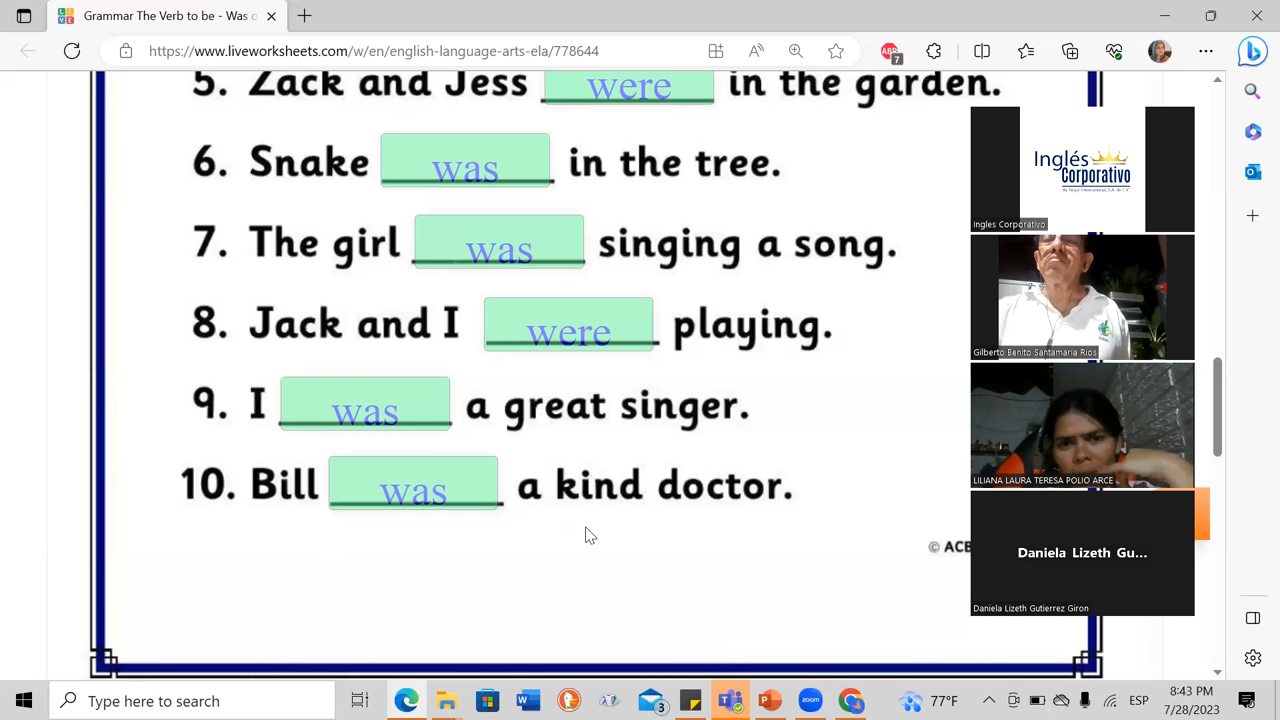 Grammar The Verb to be - Was o
https://www.liveworksheets.com/w/en/english-language-arts-ela/778644
7
5. Zack and Jess were in the garden.
6. Snake was in the tree.
7. The girl was singing a song.
8. Jack and I were playing.
9. I was a great singer.
10. Bill was a kind doctor.
© ACE
Inglés
Corporativo
Ingles Corporativo
Gilberto Benito Santamaria Rios
LILIANA LAURA TERESA POLIO ARCE
Daniela Lizeth Gu...
Daniela Lizeth Gutierrez Giron
Type here to search
3
77°F
ESP
8:43 PM
7/28/2023